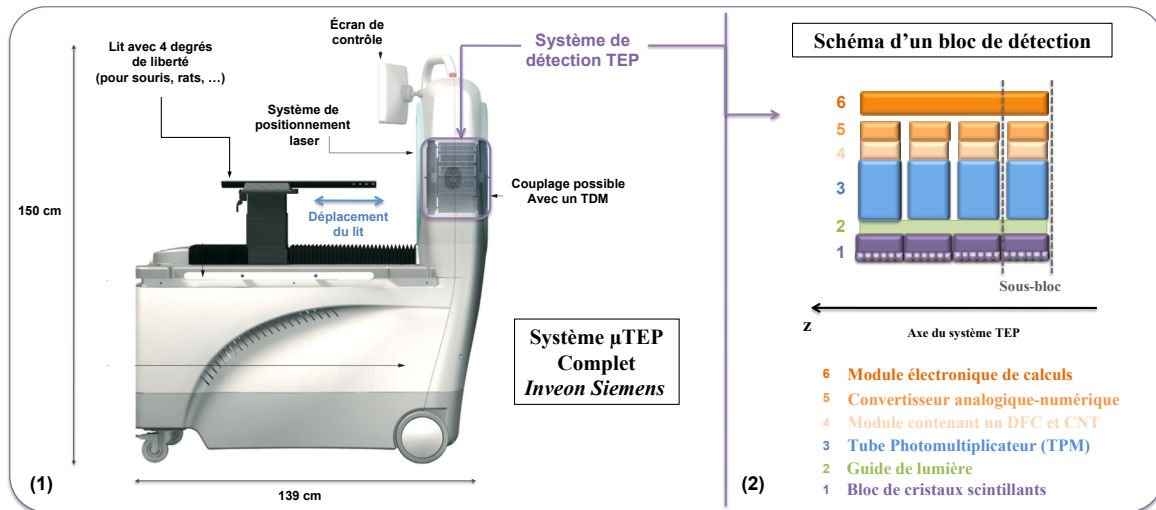 Lit avec 4 degrés
de liberté
(pour souris, rats, …)
Écran de
contrôle
Système de
positionnement
laser
Système de
détection TEP
150 cm
Déplacement
du lit
Couplage possible
Avec un TDM
Système µTEP
Complet
Inveon Siemens
(1)
139 cm
Schéma d’un bloc de détection
6
5
4
3
2
1
Sous-bloc
z
Axe du système TEP
6 Module électronique de calculs
5 Convertisseur analogique-numérique
4 Module contenant un DFC et CNT
3 Tube Photomultiplicateur (TPM)
2 Guide de lumière
1 Bloc de cristaux scintillants
(2)